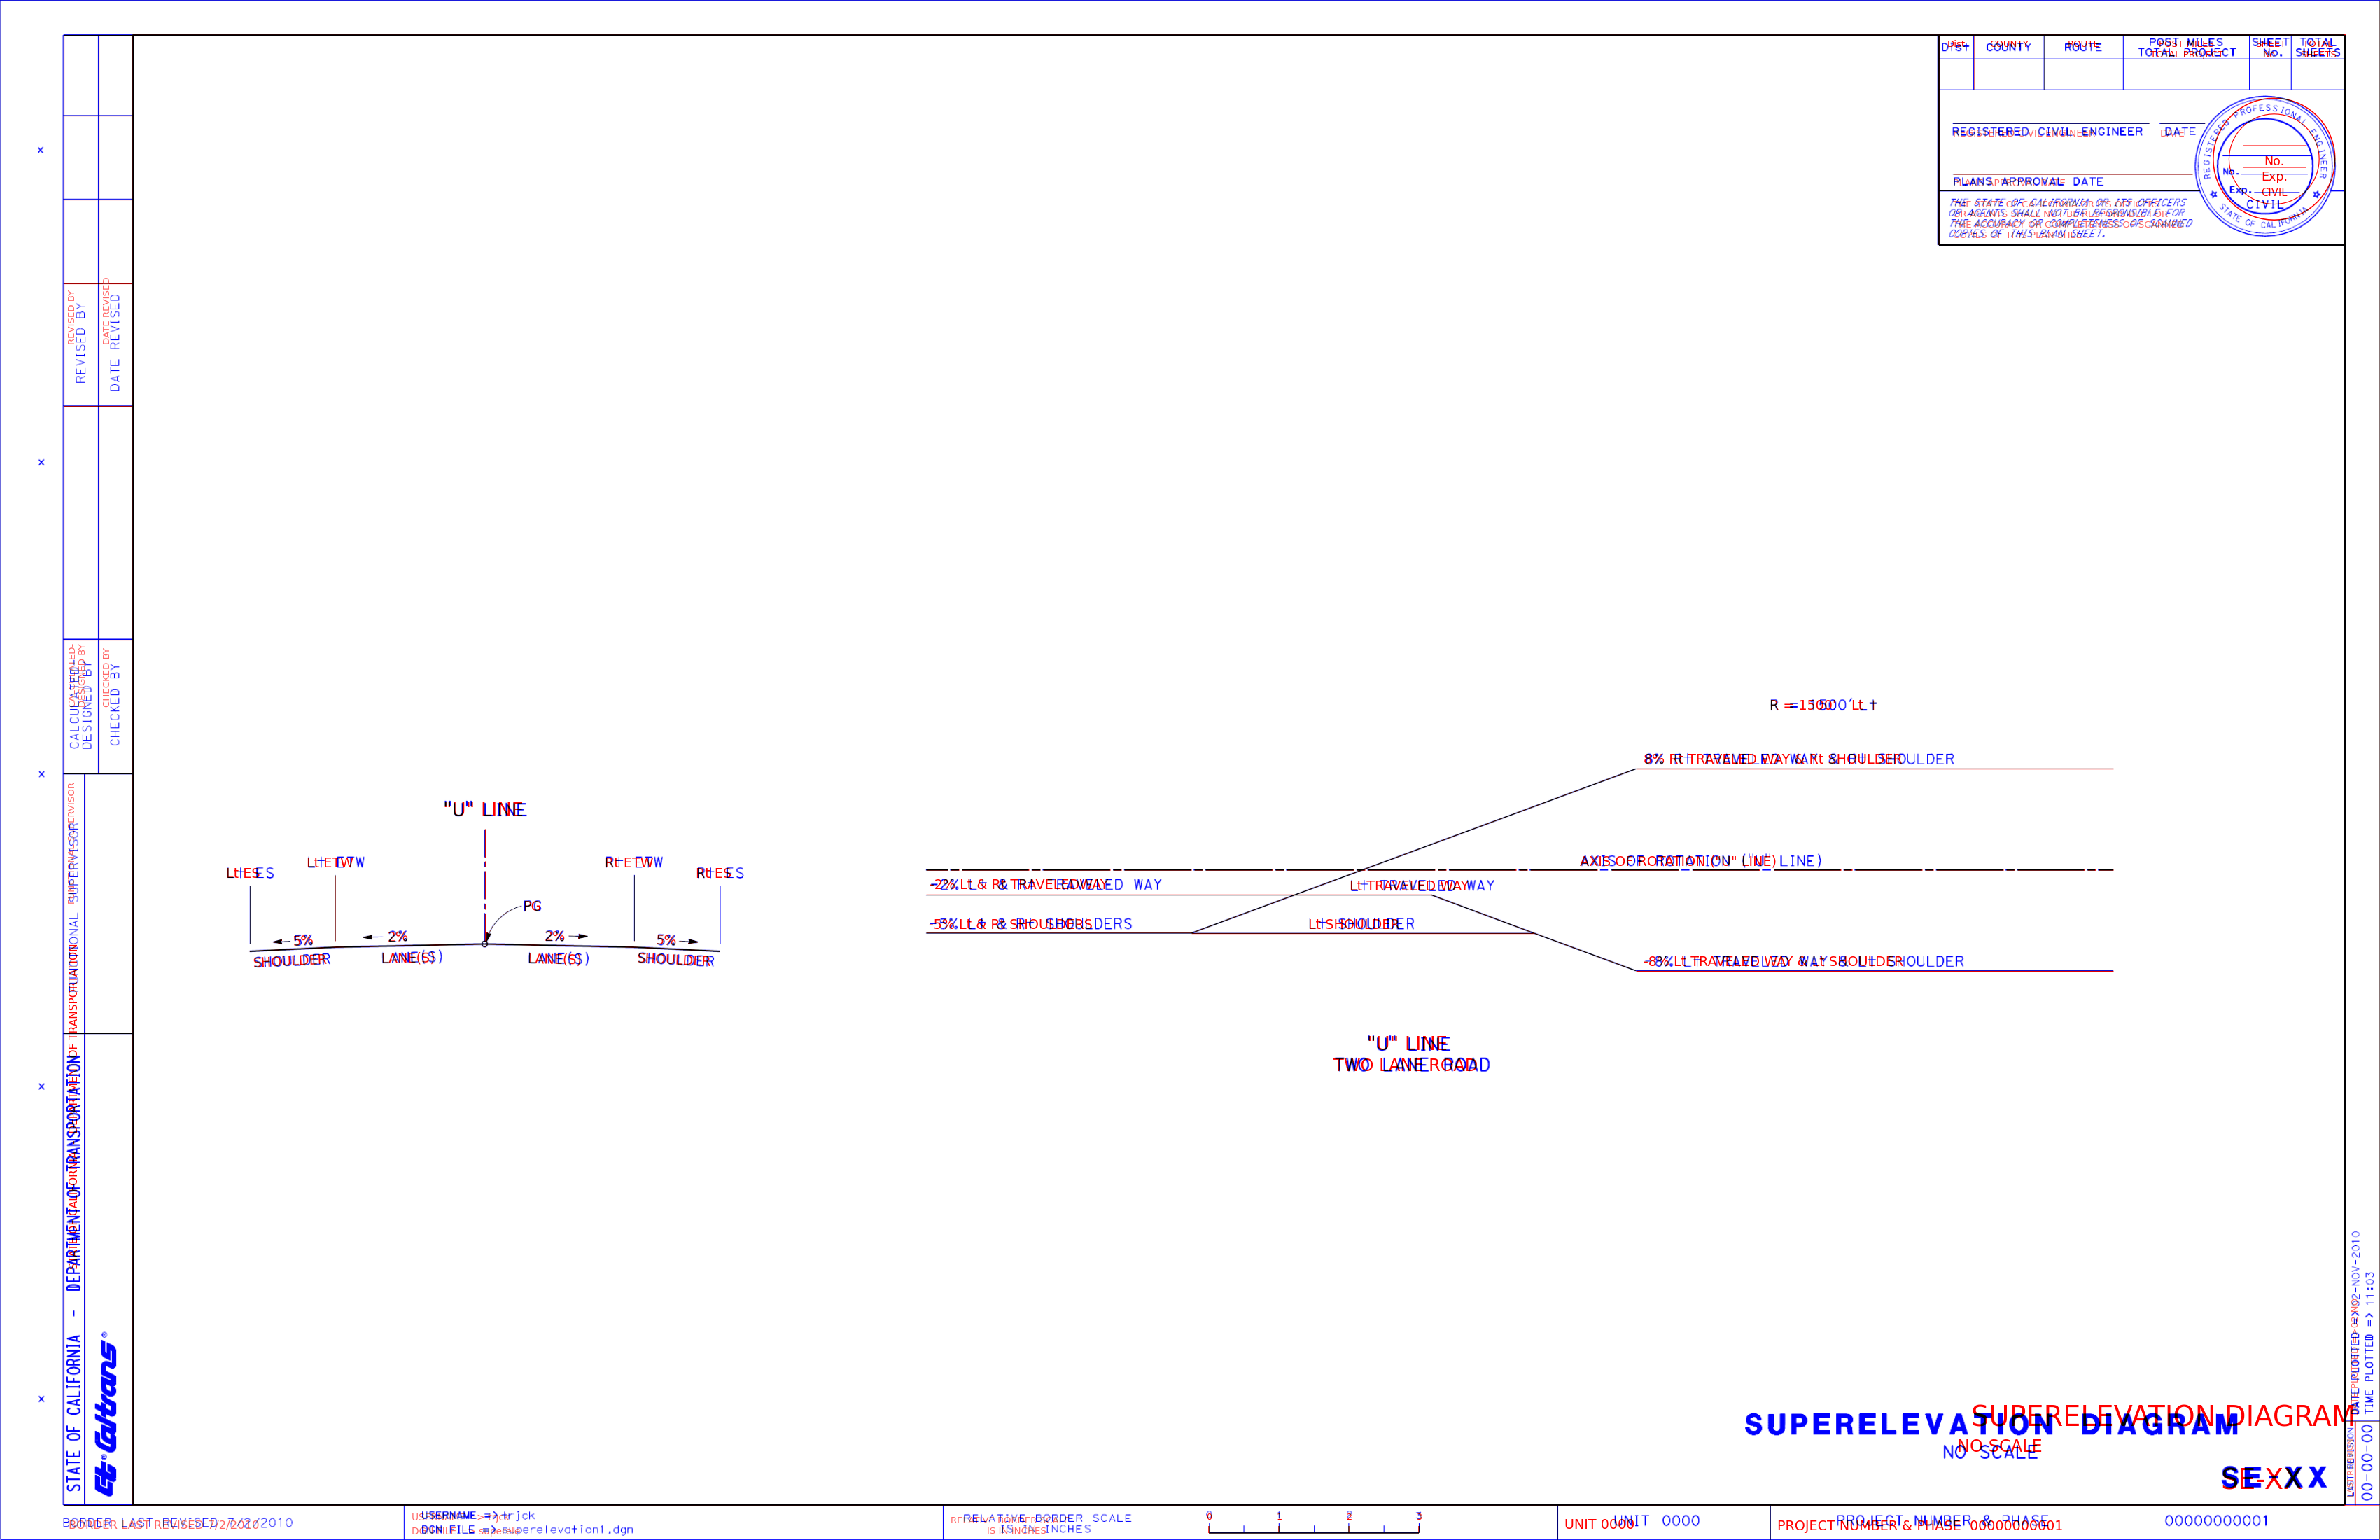 DIST COUNTY ROUTE POST MILES TOTAL PROJECT SHEET No. TOTAL SHEETS
REGISTERED CIVIL ENGINEER DATE
PLANS APPROVAL DATE
THE STATE OF CALIFORNIA OR ITS OFFICERS
OR AGENTS SHALL NOT BE RESPONSIBLE FOR
THE ACCURACY OR COMPLETENESS OF SCANNED
COPIES OF THIS PLAN SHEET.
REGISTERED PROFESSIONAL ENGINEER
No.
Exp.
CIVIL
STATE OF CALIFORNIA
REVISED BY
DATE REVISED
CALCULATED-
DESIGNED BY
CHECKED BY
FUNCTIONAL SUPERVISOR
STATE OF CALIFORNIA - DEPARTMENT OF TRANSPORTATION
Caltrans
"U" LINE
Lt ES
Lt ETW
Rt ETW
Rt ES
PG
5%
2%
2%
5%
SHOULDER
LANE(S)
LANE(S)
SHOULDER
R = 1500' Lt
8% Rt TRAVELED WAY & Rt SHOULDER
AXIS OF ROTATION ("U" LINE)
-2% Lt & Rt TRAVELED WAY
Lt TRAVELED WAY
-5% Lt & Rt SHOULDERS
Lt SHOULDER
-8% Lt TRAVELED WAY & Lt SHOULDER
"U" LINE
TWO LANE ROAD
SUPERELEVATION DIAGRAM
NO SCALE
SE-XX
LAST REVISION
DATE PLOTTED => 02-NOV-2010
00-00-00
TIME PLOTTED => 11:03
BORDER LAST REVISED 7/2/2010
USERNAME => trjck
DGN FILE => superelevation1.dgn
RELATIVE BORDER SCALE
IS IN INCHES
0 1 2 3
UNIT 0000
PROJECT NUMBER & PHASE
00000000001